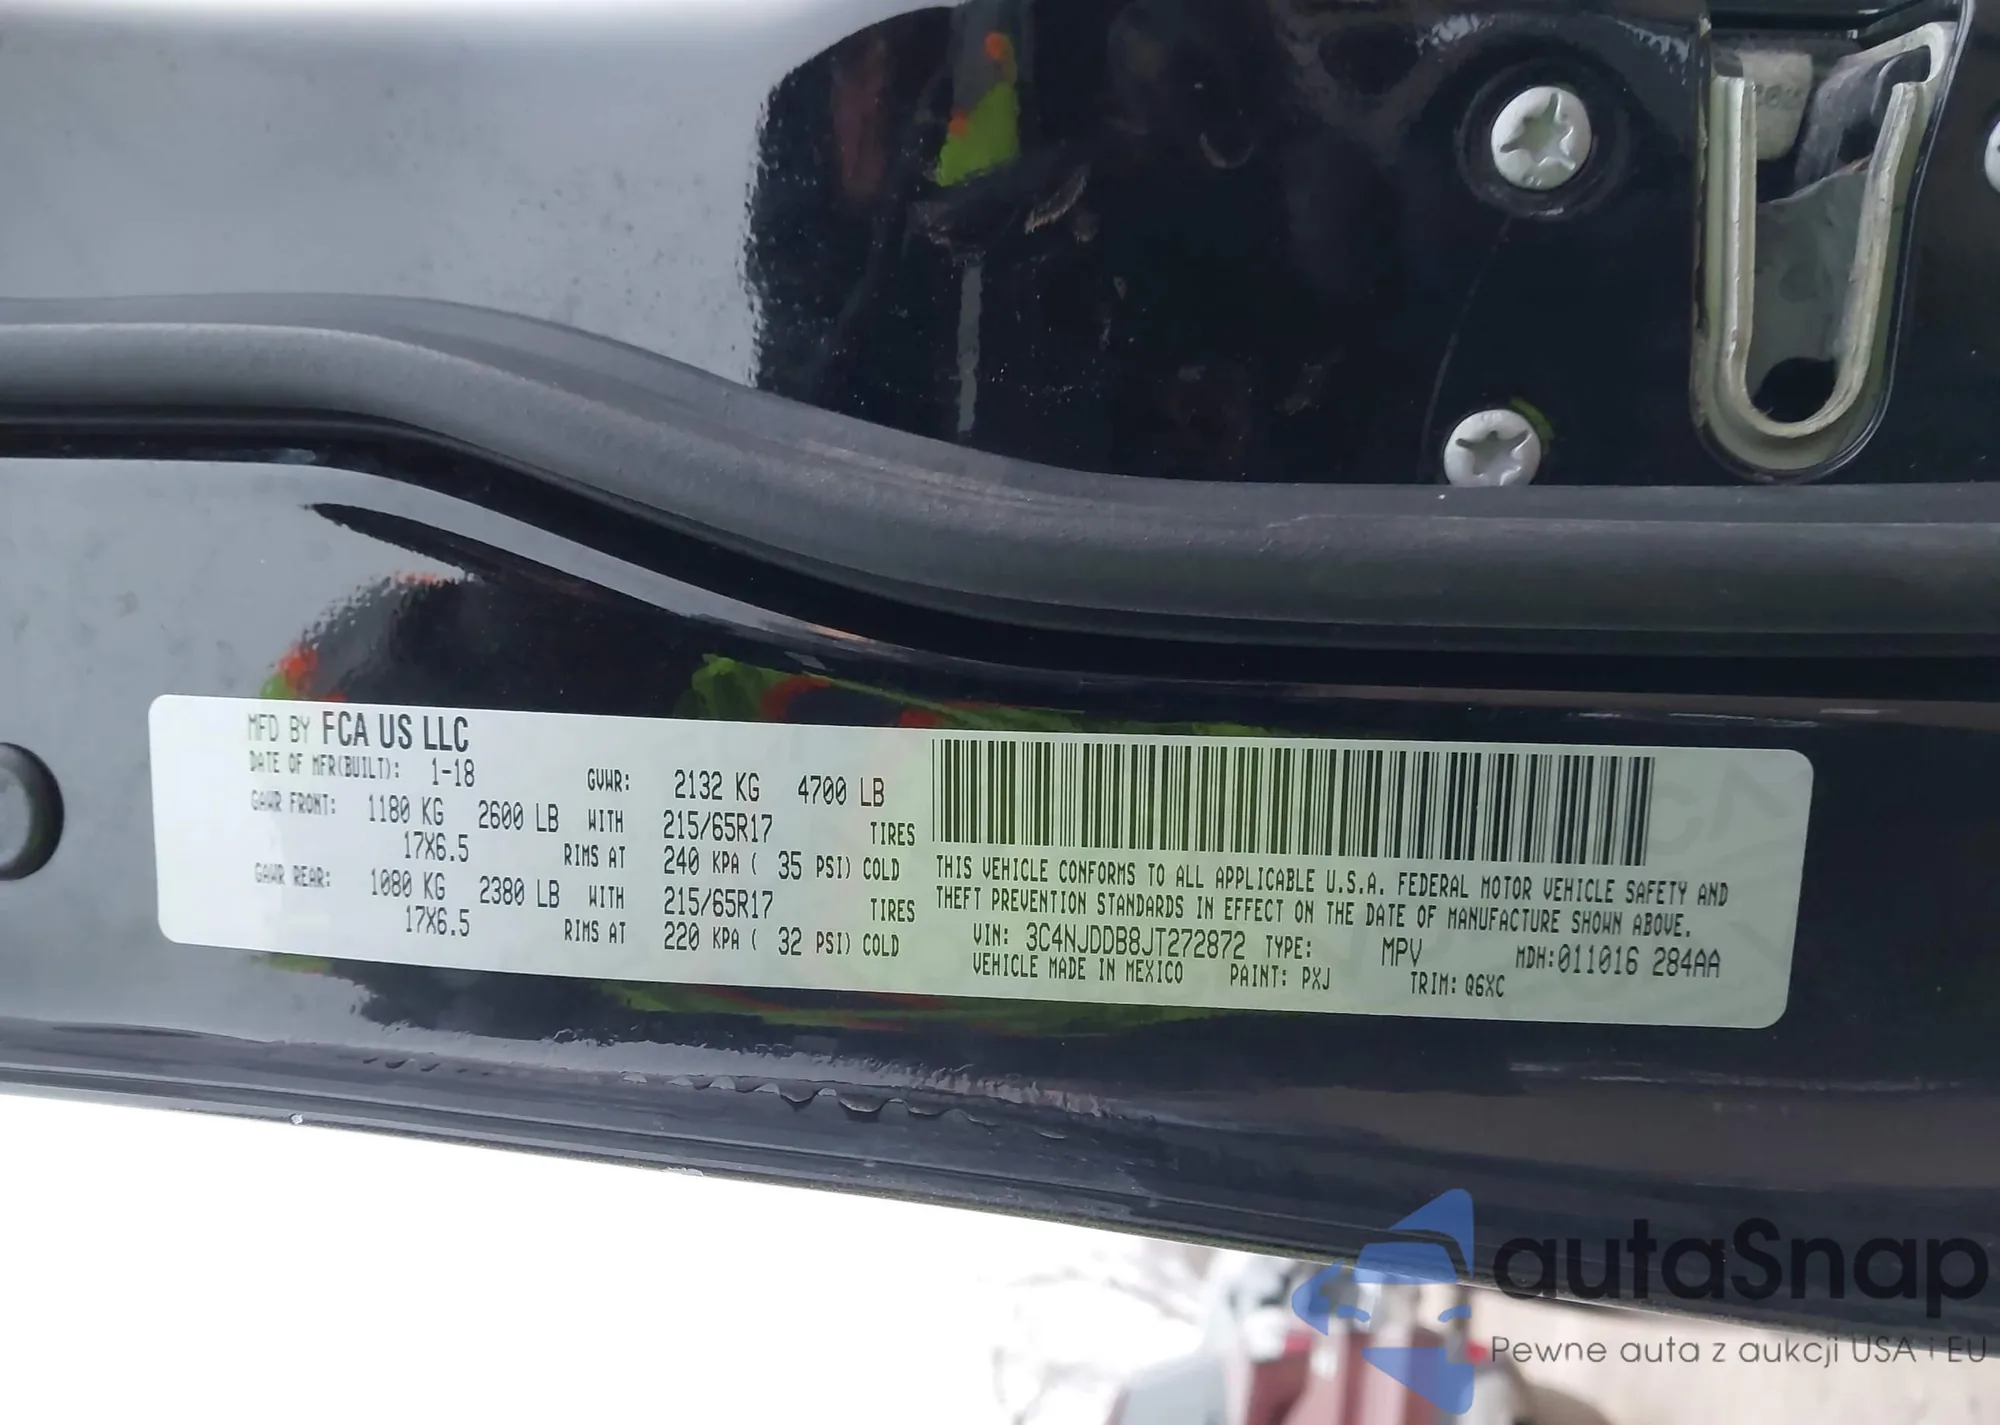 MFD BY FCA US LLC
DATE OF MFR(BUILT): 1-18 GVWR: 2132 KG 4700 LB
GAWR FRONT: 1180 KG 2600 LB WITH 215/65R17 TIRES
17X6.5 RIMS AT 240 KPA ( 35 PSI) COLD
GAWR REAR: 1080 KG 2380 LB WITH 215/65R17 TIRES
17X6.5 RIMS AT 220 KPA ( 32 PSI) COLD
THIS VEHICLE CONFORMS TO ALL APPLICABLE U.S.A. FEDERAL MOTOR VEHICLE SAFETY AND
THEFT PREVENTION STANDARDS IN EFFECT ON THE DATE OF MANUFACTURE SHOWN ABOVE.
VIN: 3C4NJDDB8JT272872 TYPE: MPV MDH:011016 284AA
VEHICLE MADE IN MEXICO PAINT: PXJ TRIM: Q6XC
autaSnap
Pewne auta z aukcji USA i EU